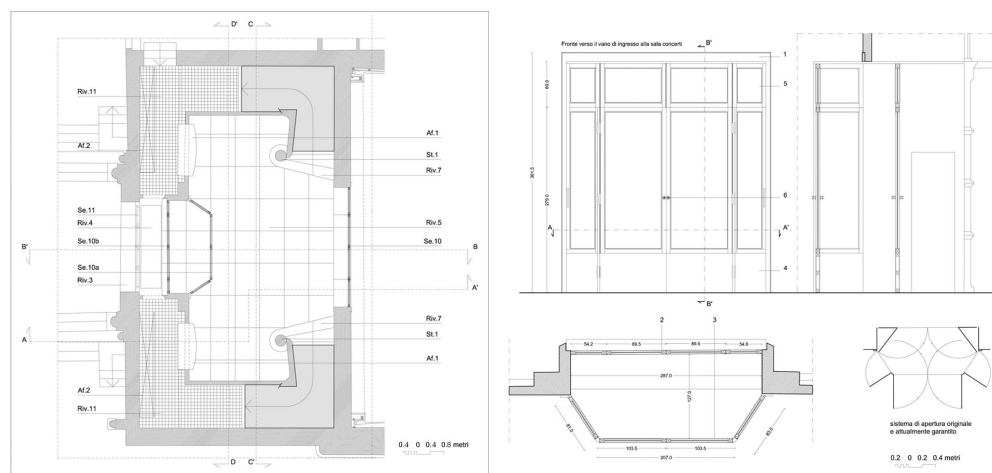 D' C
Riv.11
Af.2
Se.11
Riv.4
Se.10b
Se.10a
Riv.3
Af.2
Riv.11
Af.1
St.1
Riv.7
Riv.5
Se.10
Riv.7
St.1
Af.1
B' B
A'
A
D C'
0.4 0 0.4 0.8 metri
Fronte verso il vano di ingresso alla sala concerti
B'
1
5
6
4
69.0
361.5
A A'
B'
2 3
54.2 89.5 89.5 54.8
287.0
127.0
81.0
103.5 103.5
207.0
sistema di apertura originale
e attualmente garantito
0.2 0 0.2 0.4 metri